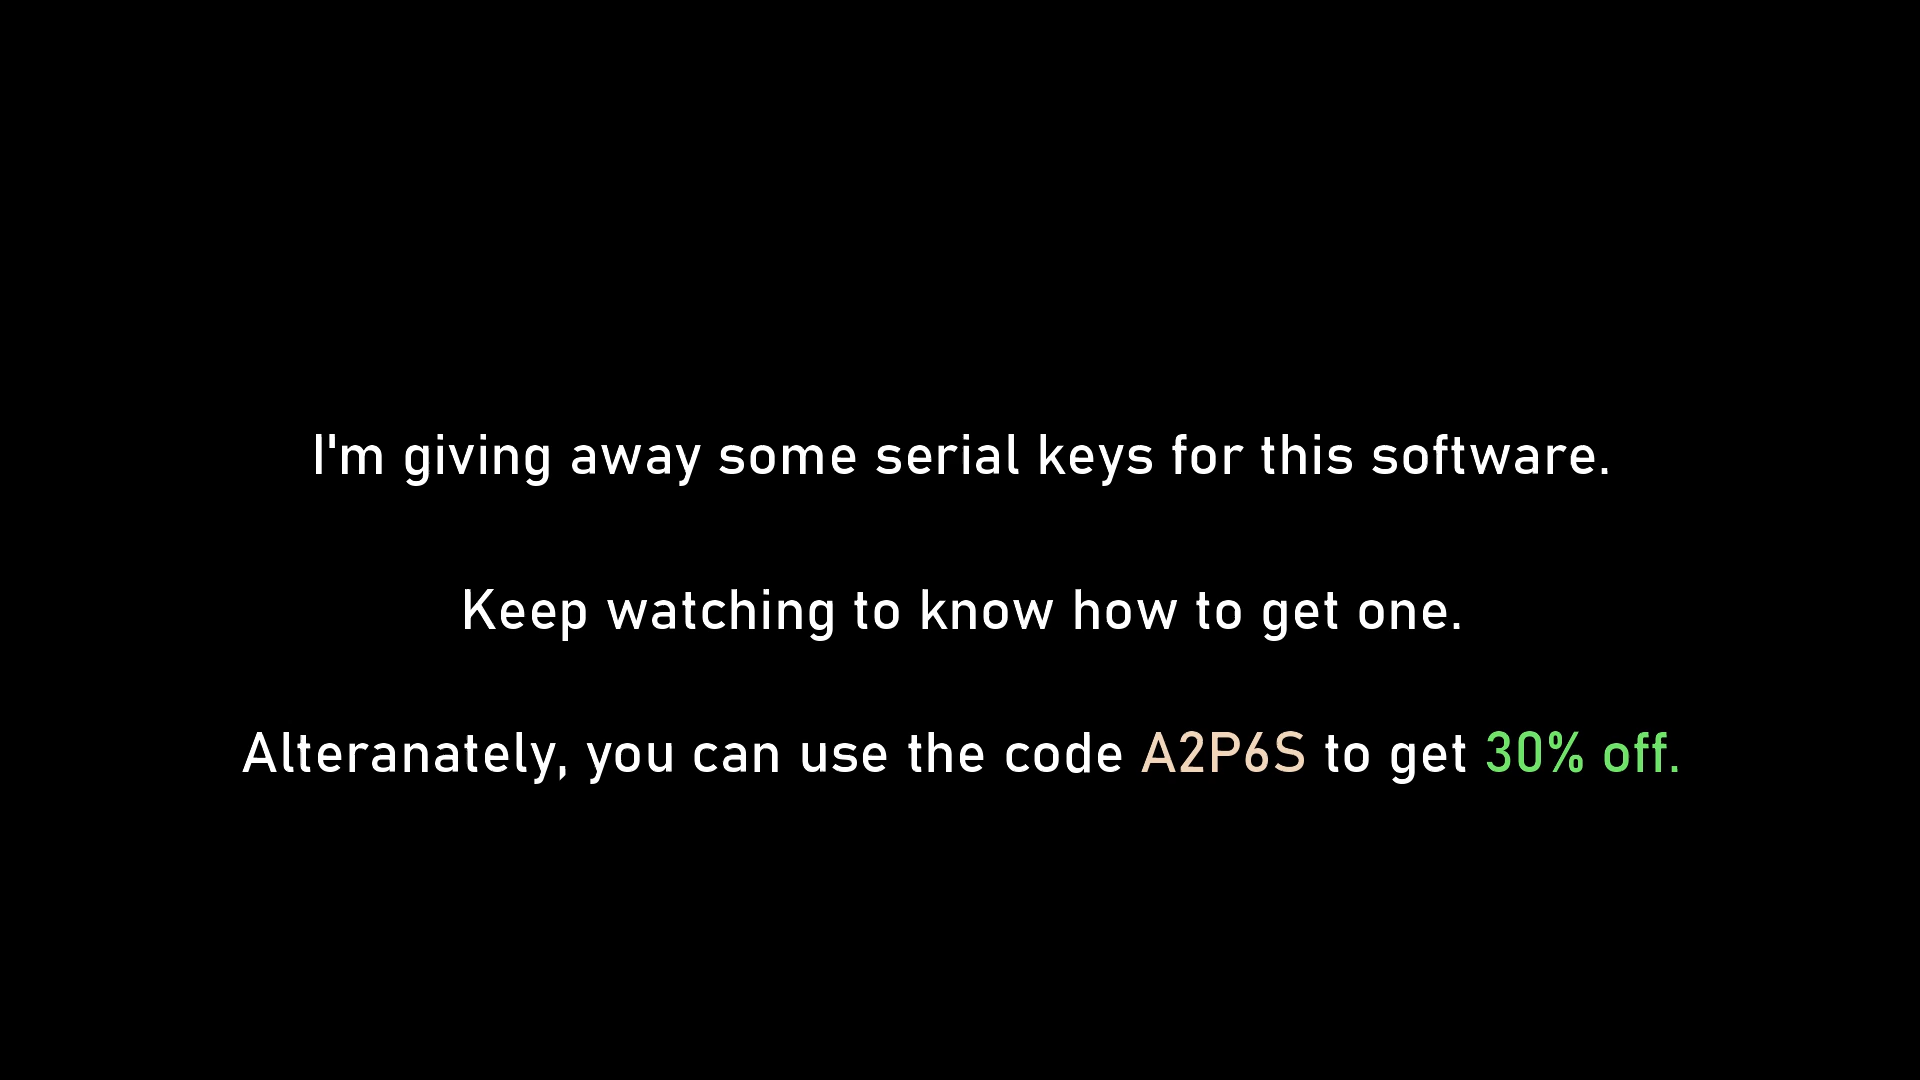 I'm giving away some serial keys for this software.
Keep watching to know how to get one.
Alteranately, you can use the code A2P6S to get 30% off.